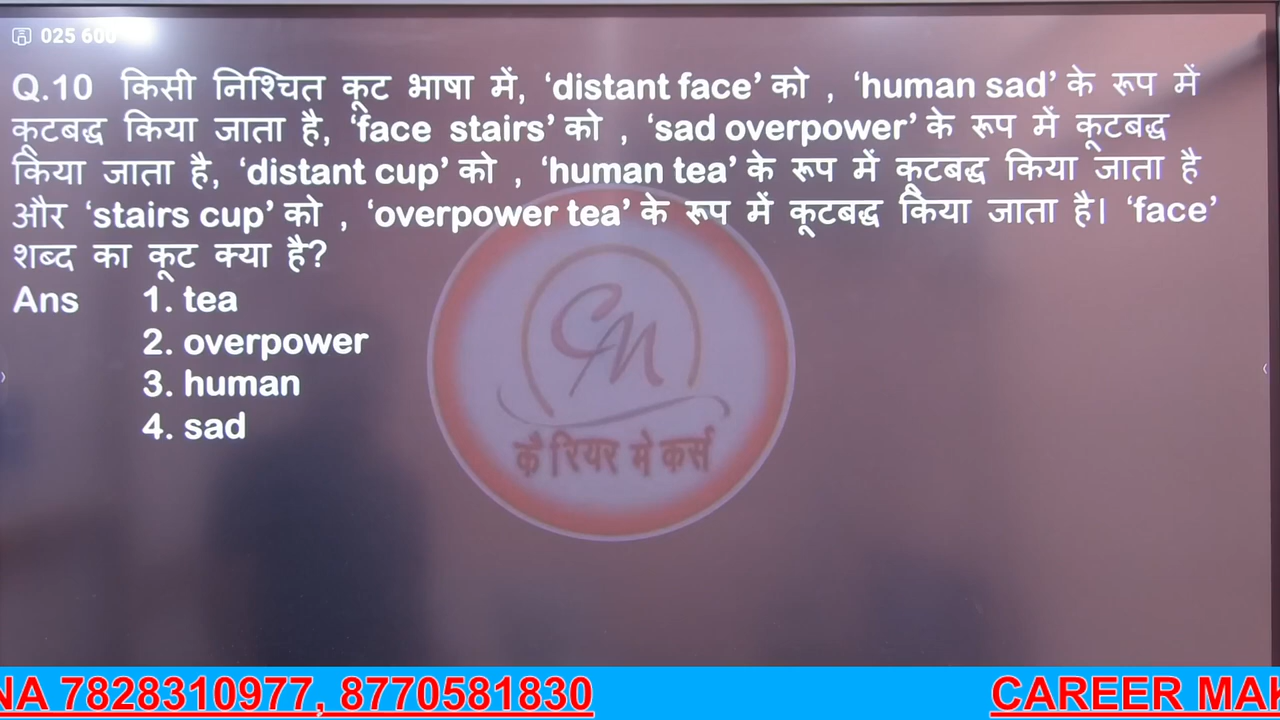 025 600
Q.10 किसी निश्चित कूट भाषा में, ‘distant face’ को , ‘human sad’ के रूप में
कूटबद्ध किया जाता है, ‘face stairs’ को , ‘sad overpower’ के रूप में कूटबद्ध
किया जाता है, ‘distant cup’ को , ‘human tea’ के रूप में कूटबद्ध किया जाता है
और ‘stairs cup’ को , ‘overpower tea’ के रूप में कूटबद्ध किया जाता है। ‘face’
शब्द का कूट क्या है?
Ans 1. tea
2. overpower
3. human
4. sad
CM
कैरियर मेकर्स
NA 7828310977, 8770581830 CAREER MAK